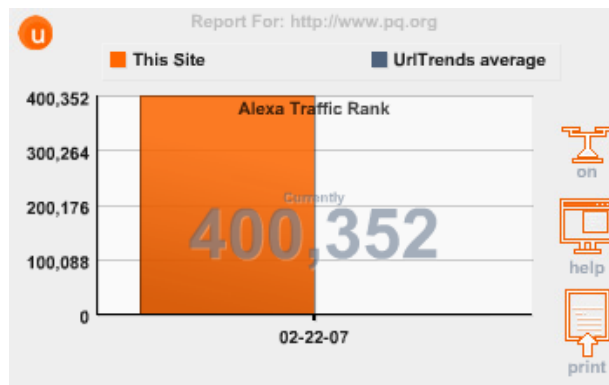 u
Report For: http://www.pq.org
This Site
UrlTrends average
Alexa Traffic Rank
400,352
300,264
200,176
100,088
0
Currently
400,352
02-22-07
on
help
print